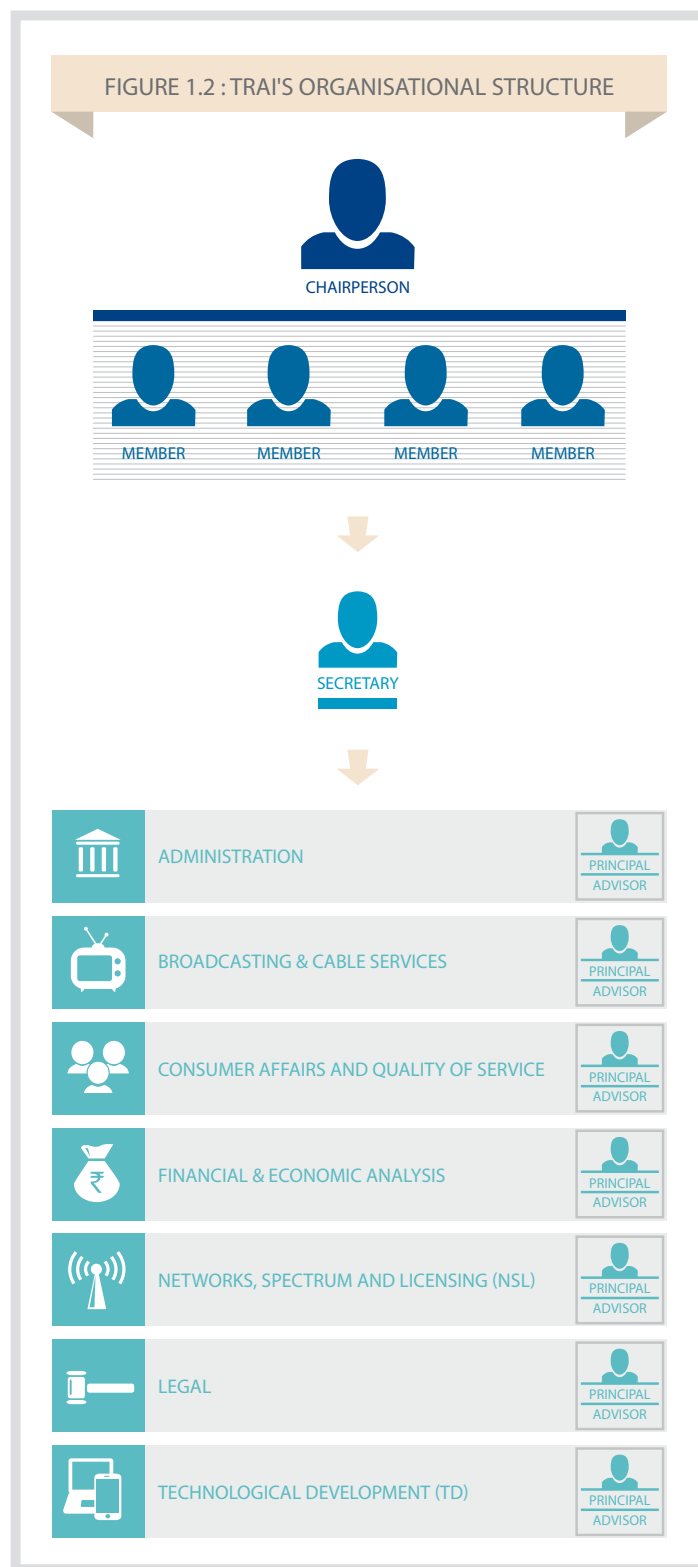 FIGURE 1.2 : TRAI'S ORGANISATIONAL STRUCTURE
CHAIRPERSON
MEMBER MEMBER MEMBER MEMBER
SECRETARY
ADMINISTRATION
PRINCIPAL
ADVISOR
BROADCASTING & CABLE SERVICES
PRINCIPAL
ADVISOR
CONSUMER AFFAIRS AND QUALITY OF SERVICE
PRINCIPAL
ADVISOR
₹
FINANCIAL & ECONOMIC ANALYSIS
PRINCIPAL
ADVISOR
NETWORKS, SPECTRUM AND LICENSING (NSL)
PRINCIPAL
ADVISOR
LEGAL
PRINCIPAL
ADVISOR
TECHNOLOGICAL DEVELOPMENT (TD)
PRINCIPAL
ADVISOR